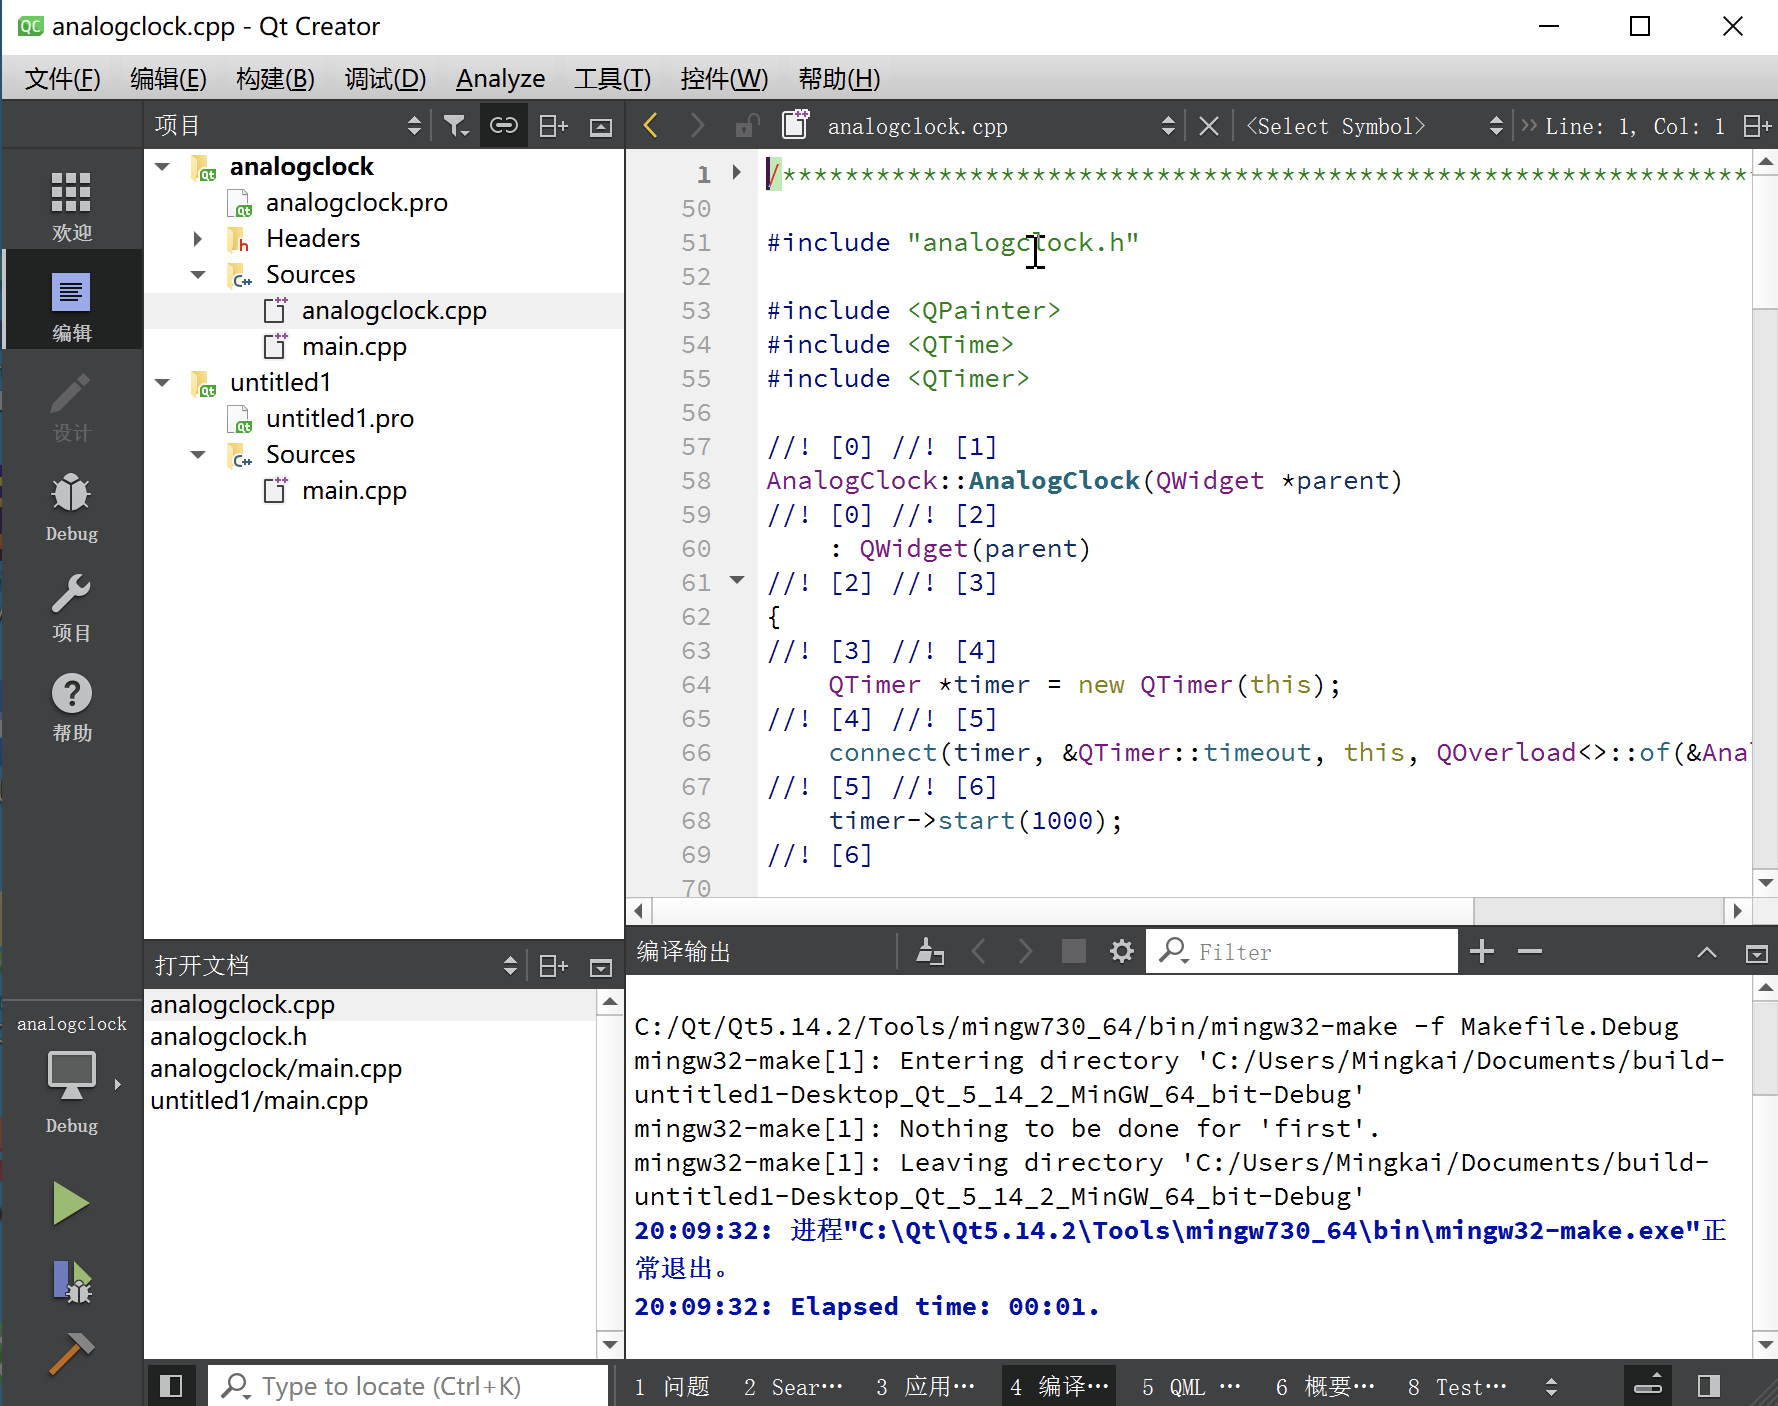 analogclock.cpp - Qt Creator
文件(F) 编辑(E) 构建(B) 调试(D) Analyze 工具(T) 控件(W) 帮助(H)
项目
analogclock.cpp
<Select Symbol>
Line: 1, Col: 1
欢迎
编辑
设计
Debug
项目
帮助
analogclock
Debug
analogclock
analogclock.pro
Headers
Sources
analogclock.cpp
main.cpp
untitled1
untitled1.pro
Sources
main.cpp
打开文档
analogclock.cpp
analogclock.h
analogclock/main.cpp
untitled1/main.cpp
1 /***************************************************************
50
51 #include "analogclock.h"
52
53 #include <QPainter>
54 #include <QTime>
55 #include <QTimer>
56
57 //! [0] //! [1]
58 AnalogClock::AnalogClock(QWidget *parent)
59 //! [0] //! [2]
60     : QWidget(parent)
61 //! [2] //! [3]
62 {
63 //! [3] //! [4]
64     QTimer *timer = new QTimer(this);
65 //! [4] //! [5]
66     connect(timer, &QTimer::timeout, this, QOverload<>::of(&Ana
67 //! [5] //! [6]
68     timer->start(1000);
69 //! [6]
70
编译输出
Filter
C:/Qt/Qt5.14.2/Tools/mingw730_64/bin/mingw32-make -f Makefile.Debug
mingw32-make[1]: Entering directory 'C:/Users/Mingkai/Documents/build-
untitled1-Desktop_Qt_5_14_2_MinGW_64_bit-Debug'
mingw32-make[1]: Nothing to be done for 'first'.
mingw32-make[1]: Leaving directory 'C:/Users/Mingkai/Documents/build-
untitled1-Desktop_Qt_5_14_2_MinGW_64_bit-Debug'
20:09:32: 进程"C:\Qt\Qt5.14.2\Tools\mingw730_64\bin\mingw32-make.exe"正
常退出。
20:09:32: Elapsed time: 00:01.
Type to locate (Ctrl+K)
1 问题 2 Sear… 3 应用… 4 编译… 5 QML … 6 概要… 8 Test…